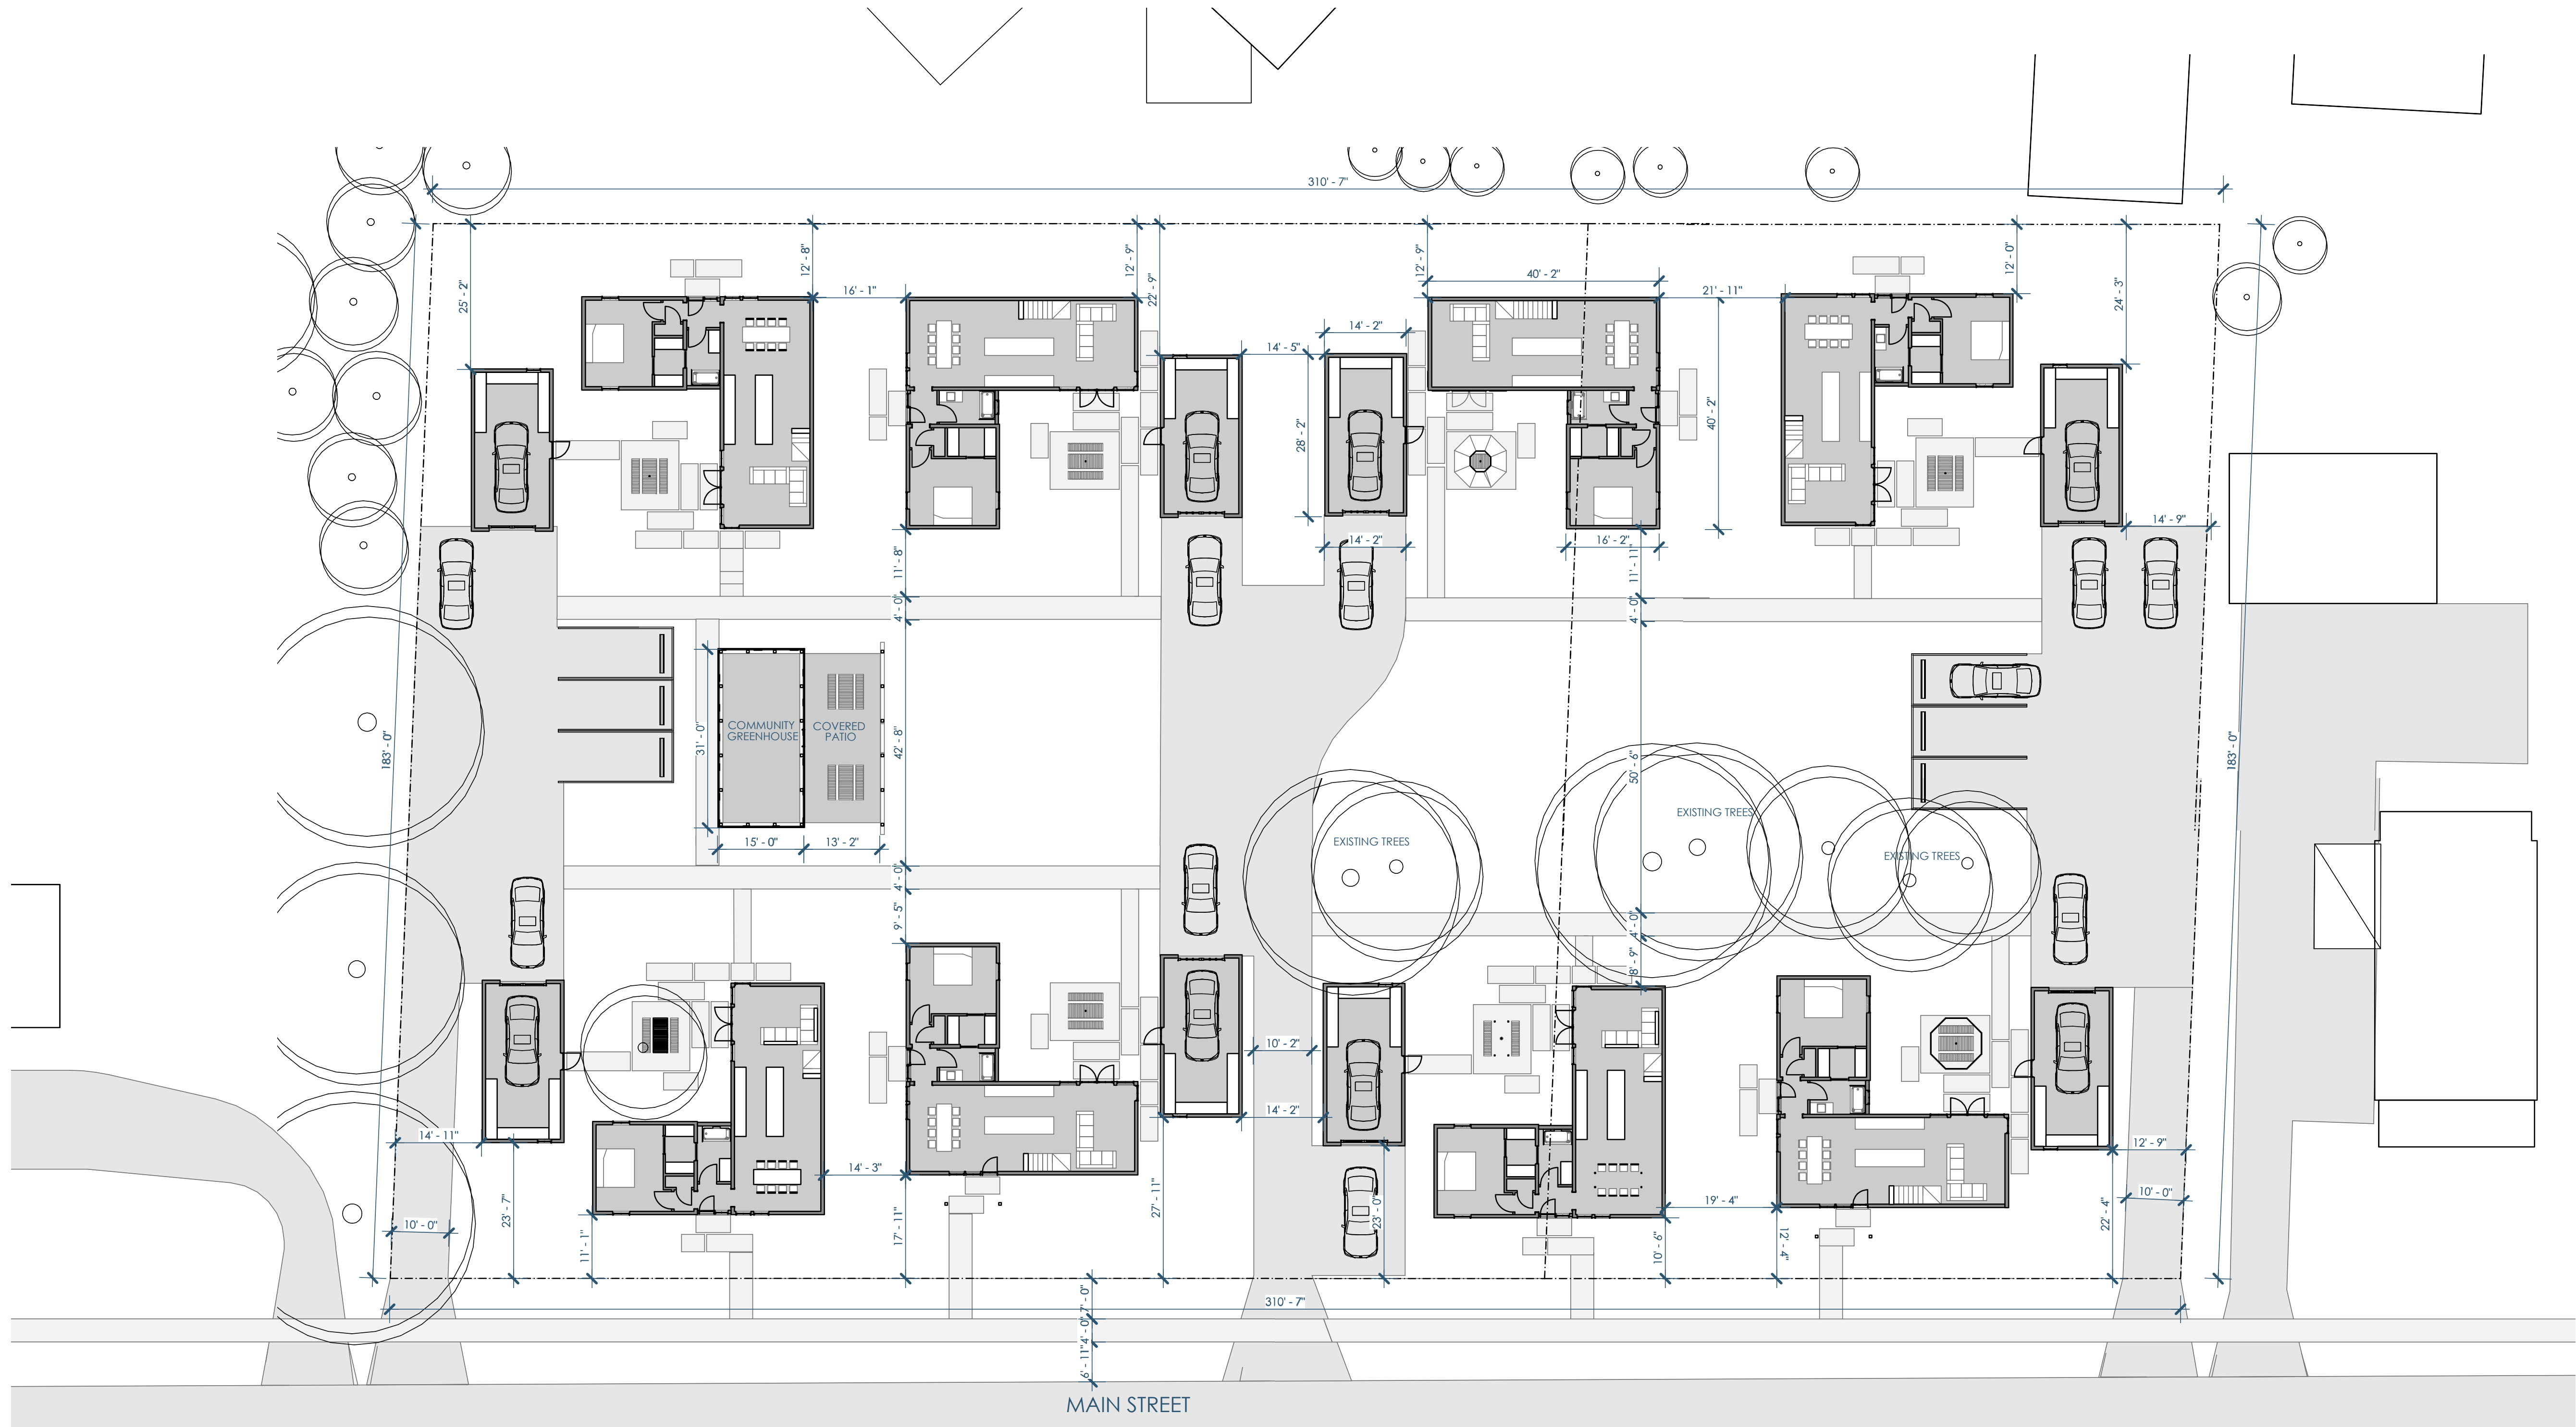 310' - 7"
25' - 2"
12' - 8"
12' - 9"
22' - 9"
12' - 9"
12' - 0"
24' - 3"
16' - 1"
40' - 2"
21' - 11"
14' - 2"
14' - 5"
28' - 2"
40' - 2"
14' - 9"
14' - 2"
16' - 2"
11' - 8"
11' - 11"
4' - 0"
4' - 0"
183' - 0"
31' - 0"
COMMUNITY
GREENHOUSE
COVERED
PATIO
42' - 8"
50' - 6"
183' - 0"
EXISTING TREES
EXISTING TREES
EXISTING TREES
15' - 0"
13' - 2"
4' - 0"
9' - 5"
4' - 0"
8' - 9"
10' - 2"
14' - 2"
14' - 11"
12' - 9"
14' - 3"
19' - 4"
10' - 0"
23' - 7"
11' - 1"
17' - 11"
27' - 11"
23' - 0"
10' - 6"
12' - 4"
22' - 4"
10' - 0"
310' - 7"
7' - 0"
4' - 0"
6' - 11"
MAIN STREET